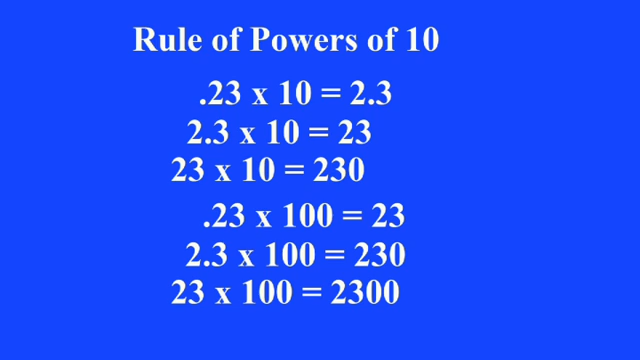 Rule of Powers of 10
.23 x 10 = 2.3
2.3 x 10 = 23
23 x 10 = 230
.23 x 100 = 23
2.3 x 100 = 230
23 x 100 = 2300